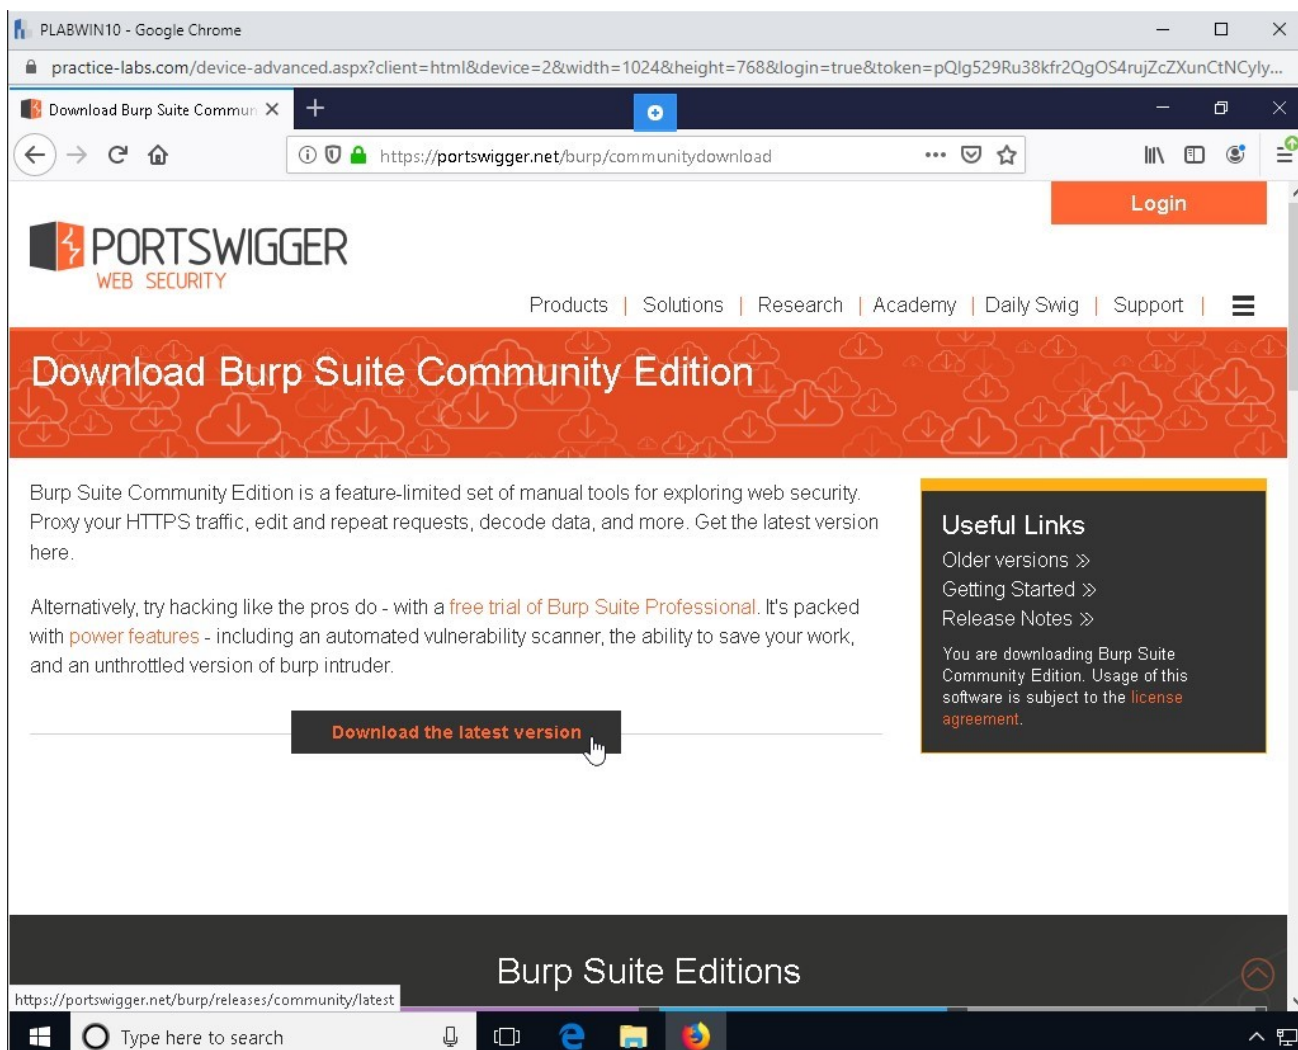 PLABWIN10 - Google Chrome
practice-labs.com/device-advanced.aspx?client=html&device=2&width=1024&height=768&login=true&token=pQlg529Ru38kfr2QgOS4rujZcZXunCtNCyly...
Download Burp Suite Commun
https://portswigger.net/burp/communitydownload
Login
PORTSWIGGER
WEB SECURITY
Products | Solutions | Research | Academy | Daily Swig | Support |
Download Burp Suite Community Edition
Burp Suite Community Edition is a feature-limited set of manual tools for exploring web security.
Proxy your HTTPS traffic, edit and repeat requests, decode data, and more. Get the latest version
here.
Alternatively, try hacking like the pros do - with a free trial of Burp Suite Professional. It's packed
with power features - including an automated vulnerability scanner, the ability to save your work,
and an unthrottled version of burp intruder.
Download the latest version
Useful Links
Older versions »
Getting Started »
Release Notes »
You are downloading Burp Suite
Community Edition. Usage of this
software is subject to the license
agreement.
Burp Suite Editions
https://portswigger.net/burp/releases/community/latest
Type here to search